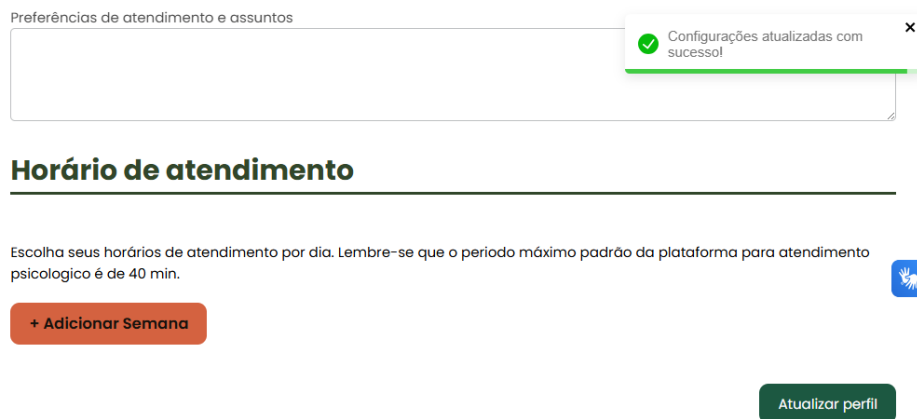 Preferências de atendimento e assuntos
Configurações atualizadas com
sucesso!
Horário de atendimento
Escolha seus horários de atendimento por dia. Lembre-se que o periodo máximo padrão da plataforma para atendimento
psicologico é de 40 min.
+ Adicionar Semana
Atualizar perfil